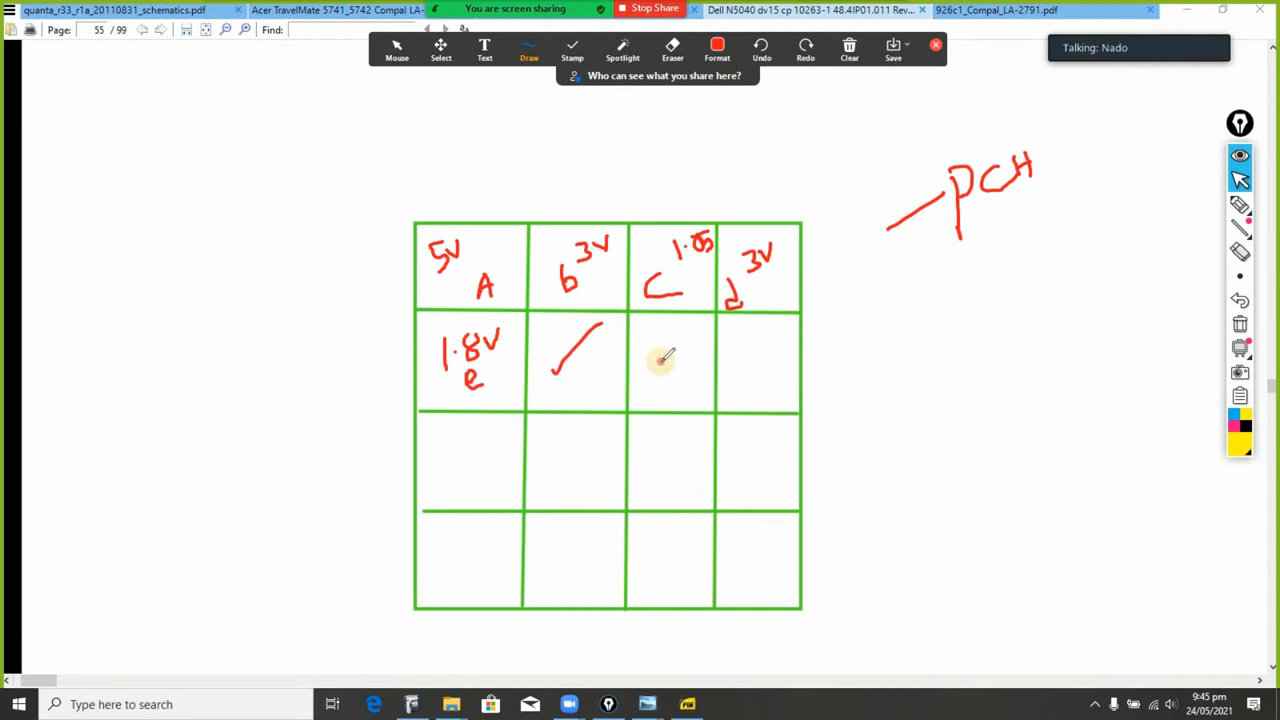 quanta_r33_r1a_20110831_schematics.pdf
Acer TravelMate 5741_5742 Compal LA-
You are screen sharing
Stop Share
Dell N5040 dv15 cp 10263-1 48.4IP01.011 Rev...
926c1_Compal_LA-2791.pdf
Page: 55 / 99
Find:
Mouse
Select
Text
Draw
Stamp
Spotlight
Eraser
Format
Undo
Redo
Clear
Save
Talking: Nado
Who can see what you share here?
PCH
5V
A
3V
b
1.05
C
3V
d
1.8V
e
Type here to search
9:45 pm
24/05/2021